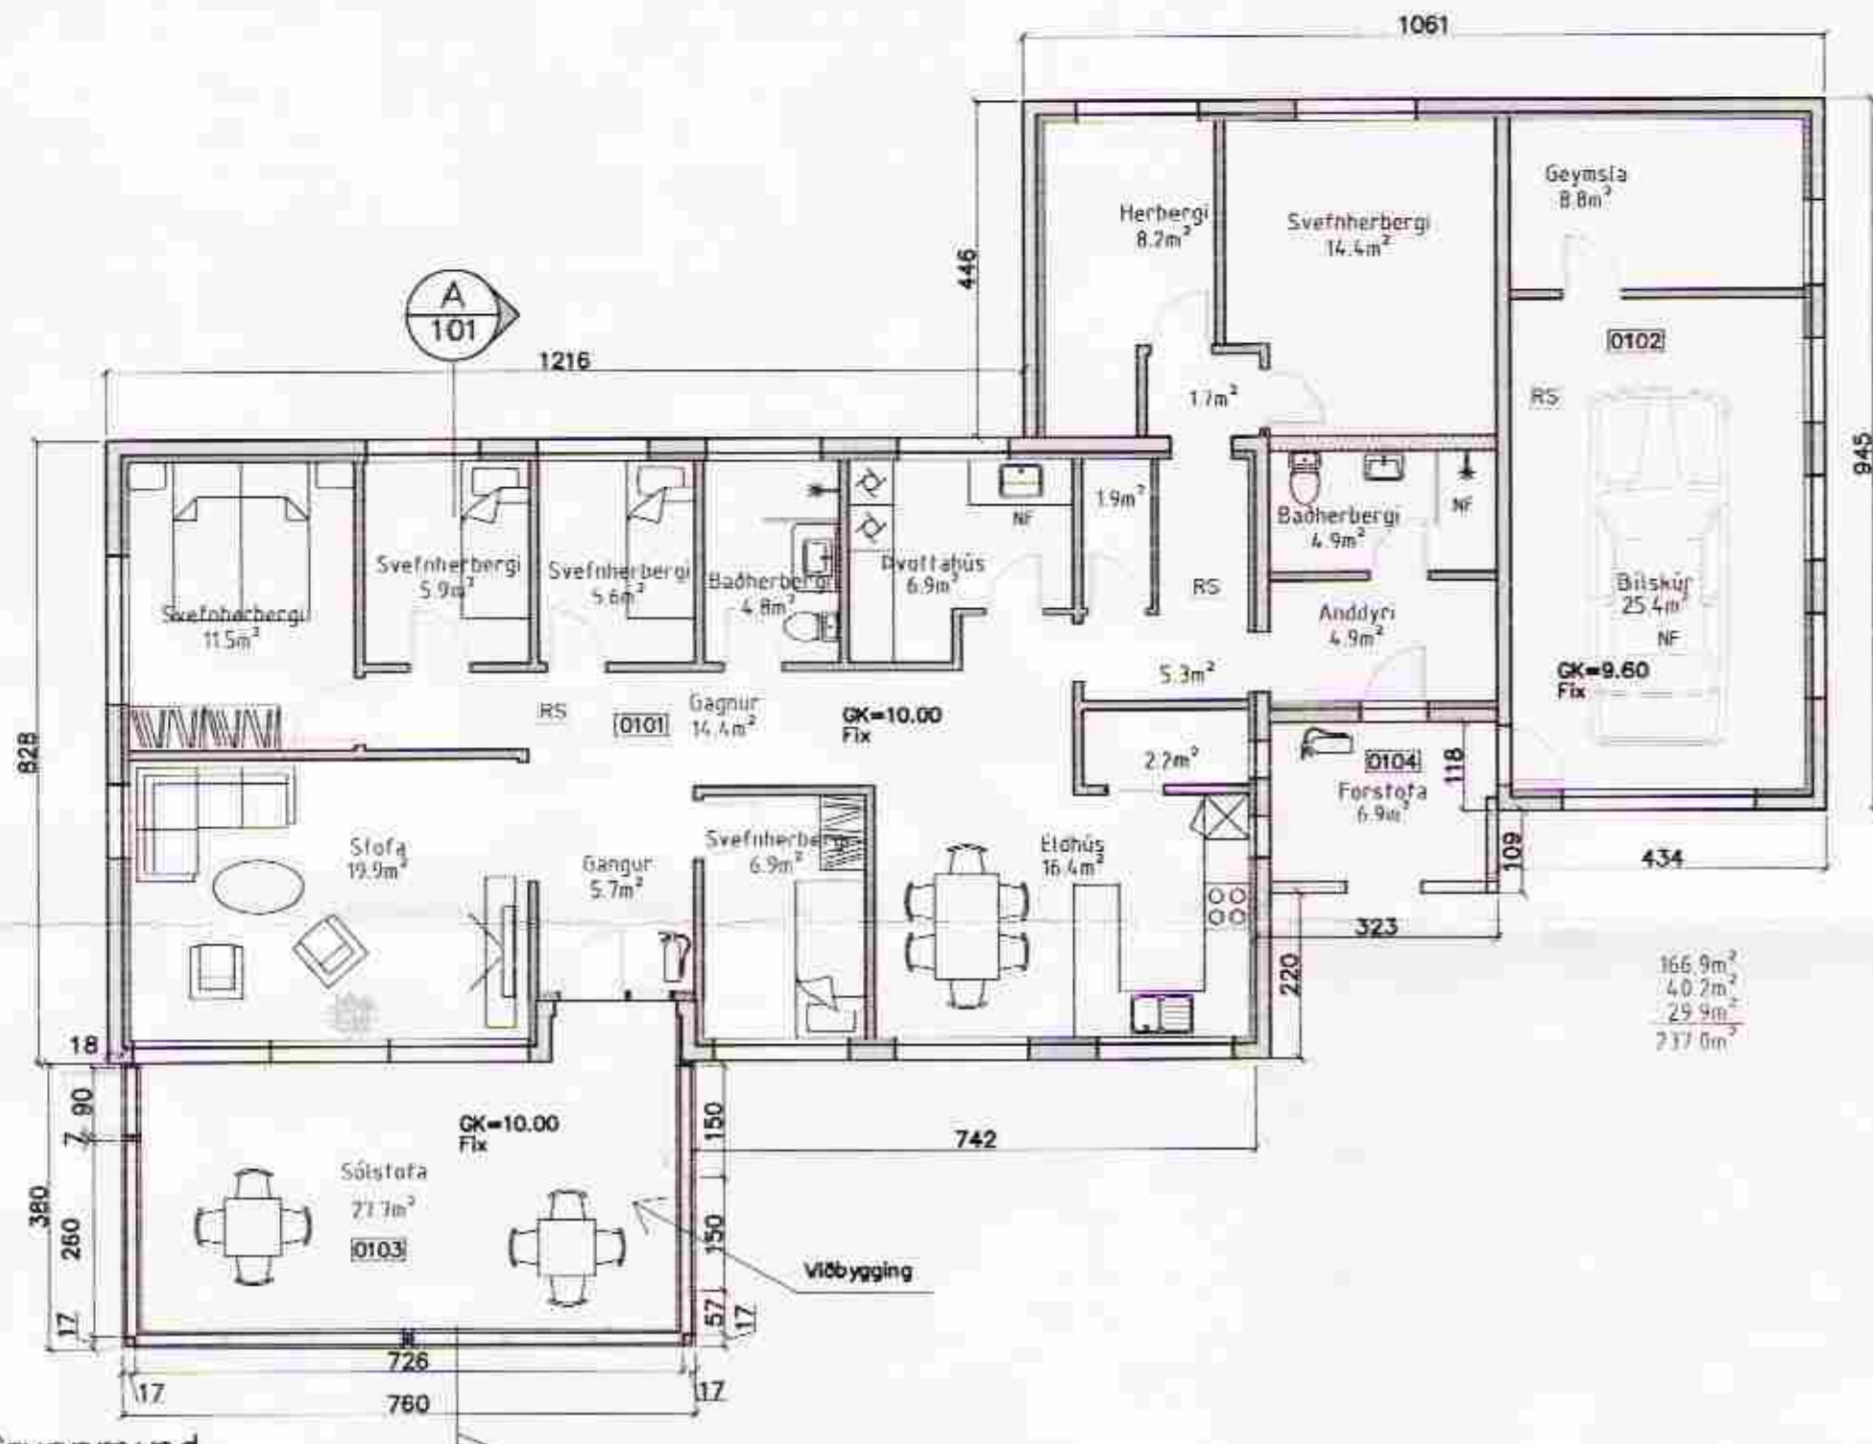 1061
Geymsla
8.8m²
Herbergi
8.2m²
Svefnherbergi
14.4m²
446
A
101
0102
1216
1.7m²
RS
945
Svefnherbergi
11.5m²
Svefnherbergi
5.9m²
Svefnherbergi
5.6m²
Baðherbergi
4.8m²
Þvottahús
6.9m²
NF
1.9m²
RS
Baðherbergi
4.9m²
NF
Bílskúr
25.4m²
NF
Anddyri
4.9m²
5.3m²
GK=9.60
Fix
RS
0101
Gagnur
14.4m²
GK=10.00
Fix
828
2.2m²
0104
Forstofa
6.9m²
118
Stofa
19.9m²
Gangur
5.7m²
Svefnherbergi
6.9m²
Eldhús
16.4m²
109
434
323
220
166.9m²
40.2m²
29.9m²
237.0m²
18
90
7
380
260
17
GK=10.00
Fix
Sólstofa
27.7m²
0103
150
150
57
17
742
Viðbygging
726
17
17
760